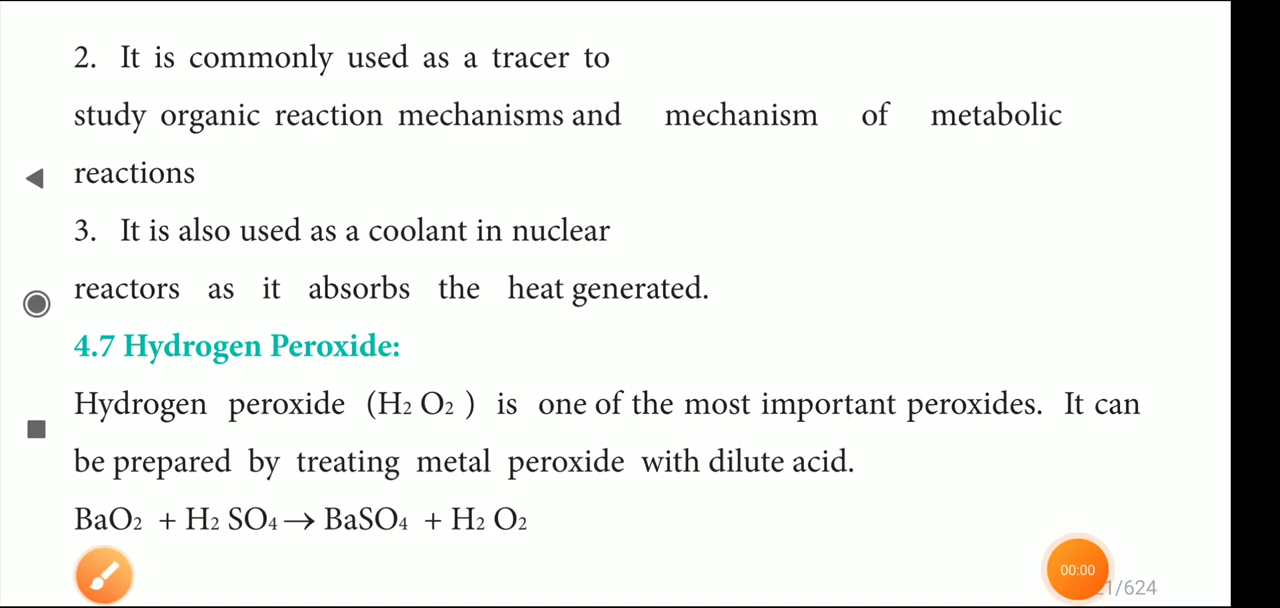 2. It is commonly used as a tracer to
study organic reaction mechanisms and mechanism of metabolic
reactions
3. It is also used as a coolant in nuclear
reactors as it absorbs the heat generated.
4.7 Hydrogen Peroxide:
Hydrogen peroxide (H₂ O₂ ) is one of the most important peroxides. It can
be prepared by treating metal peroxide with dilute acid.
BaO₂ + H₂ SO₄ → BaSO₄ + H₂ O₂
00:00
1/624